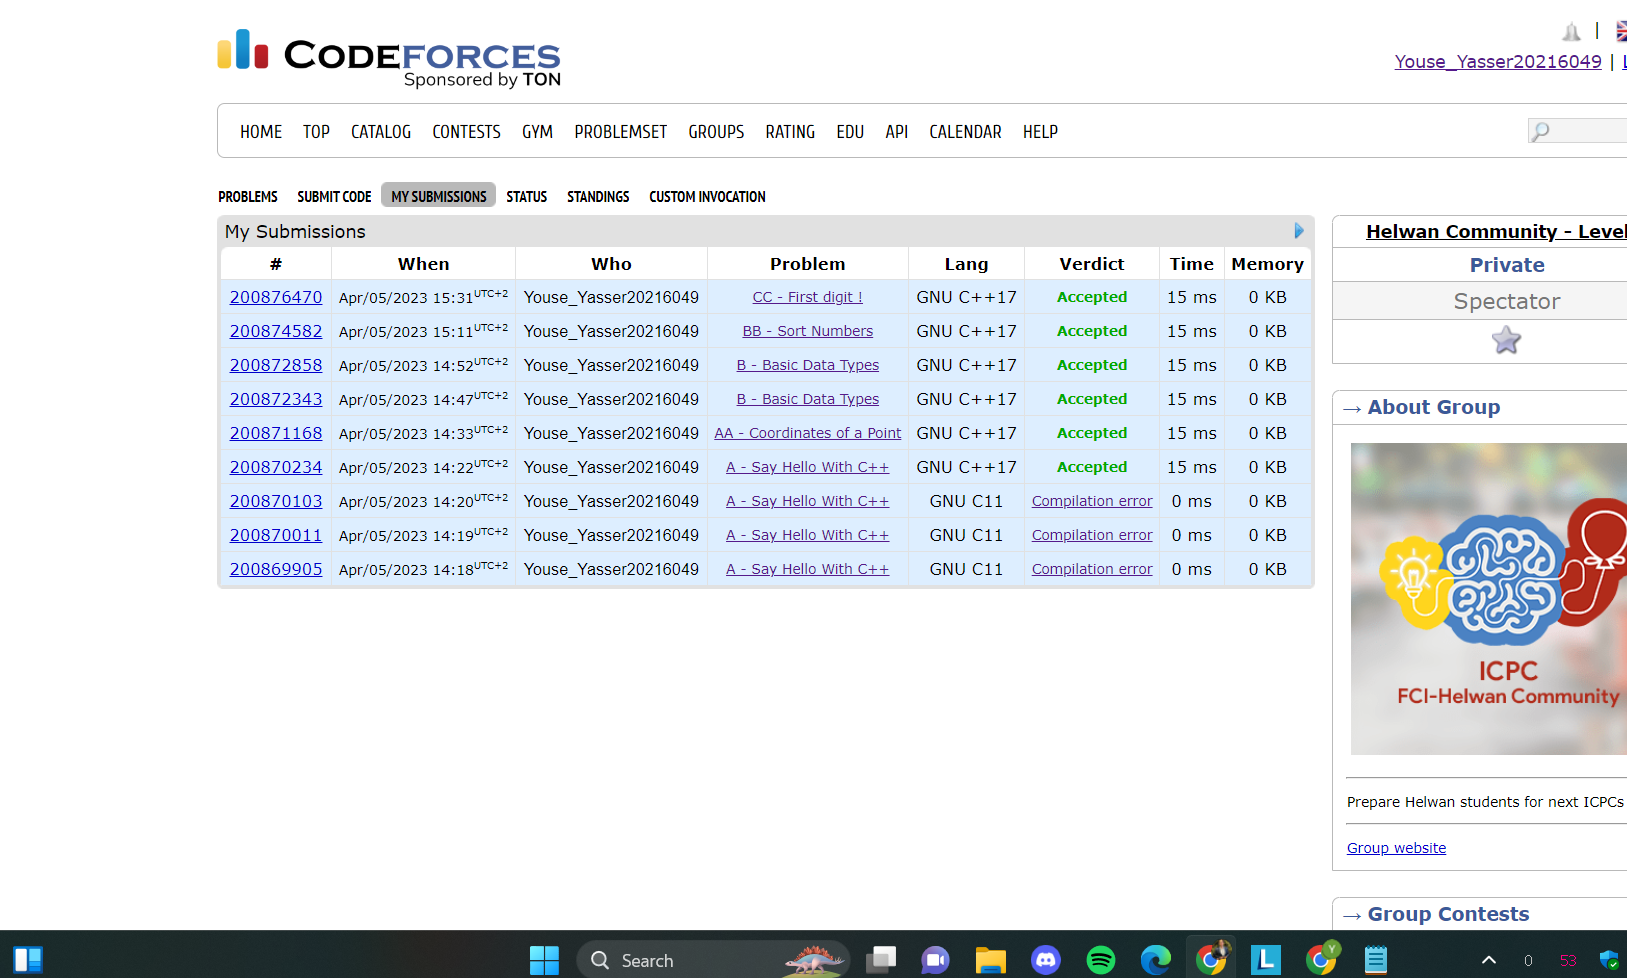 CODEFORCES
Sponsored by TON
Youse_Yasser20216049 |
HOME TOP CATALOG CONTESTS GYM PROBLEMSET GROUPS RATING EDU API CALENDAR HELP
PROBLEMS SUBMIT CODE MY SUBMISSIONS STATUS STANDINGS CUSTOM INVOCATION
My Submissions
# When Who Problem Lang Verdict Time Memory
200876470 Apr/05/2023 15:31 UTC+2 Youse_Yasser20216049 CC - First digit ! GNU C++17 Accepted 15 ms 0 KB
200874582 Apr/05/2023 15:11 UTC+2 Youse_Yasser20216049 BB - Sort Numbers GNU C++17 Accepted 15 ms 0 KB
200872858 Apr/05/2023 14:52 UTC+2 Youse_Yasser20216049 B - Basic Data Types GNU C++17 Accepted 15 ms 0 KB
200872343 Apr/05/2023 14:47 UTC+2 Youse_Yasser20216049 B - Basic Data Types GNU C++17 Accepted 15 ms 0 KB
200871168 Apr/05/2023 14:33 UTC+2 Youse_Yasser20216049 AA - Coordinates of a Point GNU C++17 Accepted 15 ms 0 KB
200870234 Apr/05/2023 14:22 UTC+2 Youse_Yasser20216049 A - Say Hello With C++ GNU C++17 Accepted 15 ms 0 KB
200870103 Apr/05/2023 14:20 UTC+2 Youse_Yasser20216049 A - Say Hello With C++ GNU C11 Compilation error 0 ms 0 KB
200870011 Apr/05/2023 14:19 UTC+2 Youse_Yasser20216049 A - Say Hello With C++ GNU C11 Compilation error 0 ms 0 KB
200869905 Apr/05/2023 14:18 UTC+2 Youse_Yasser20216049 A - Say Hello With C++ GNU C11 Compilation error 0 ms 0 KB
Helwan Community - Level
Private
Spectator
→ About Group
ICPC
FCI-Helwan Community
Prepare Helwan students for next ICPCs
Group website
→ Group Contests
Search
L
Y
0 53